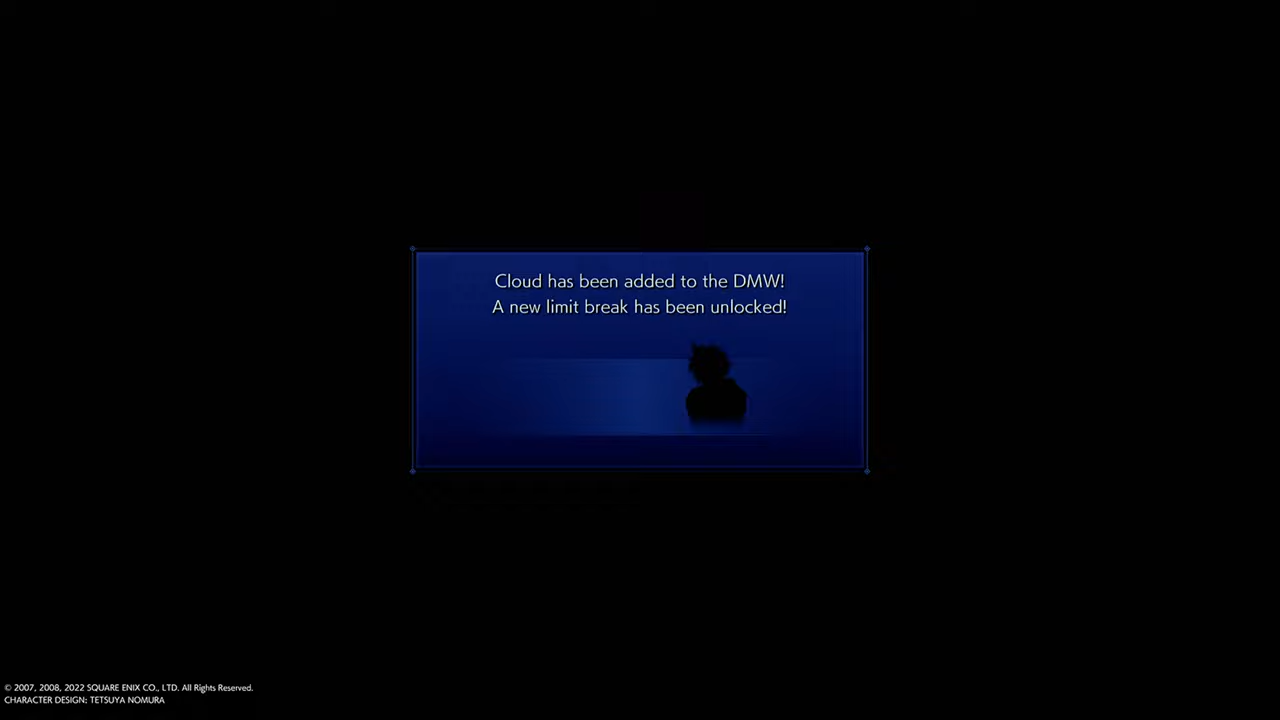 Cloud has been added to the DMW!
A new limit break has been unlocked!
© 2007, 2008, 2022 SQUARE ENIX CO., LTD. All Rights Reserved.
CHARACTER DESIGN: TETSUYA NOMURA